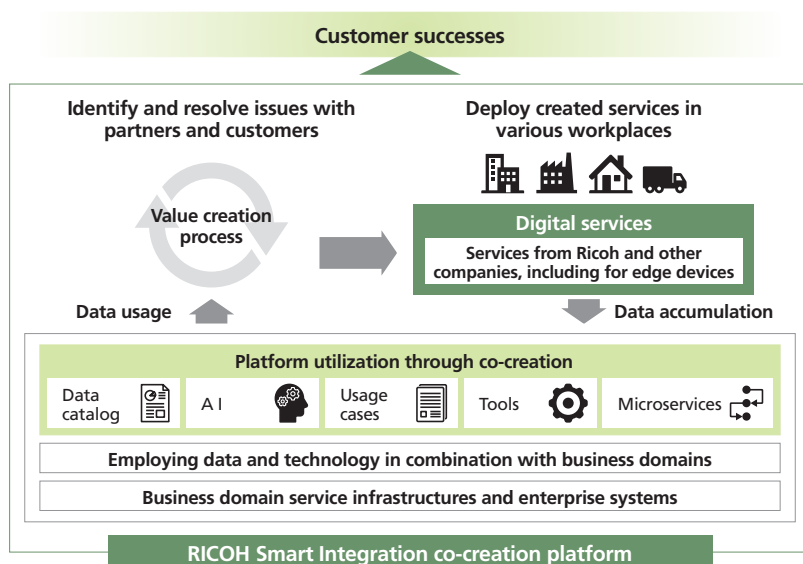 Customer successes
Identify and resolve issues with
partners and customers
Deploy created services in
various workplaces
Value creation
process
Digital services
Services from Ricoh and other
companies, including for edge devices
Data usage
Data accumulation
Platform utilization through co-creation
Data
catalog
AI
Usage
cases
Tools
Microservices
Employing data and technology in combination with business domains
Business domain service infrastructures and enterprise systems
RICOH Smart Integration co-creation platform